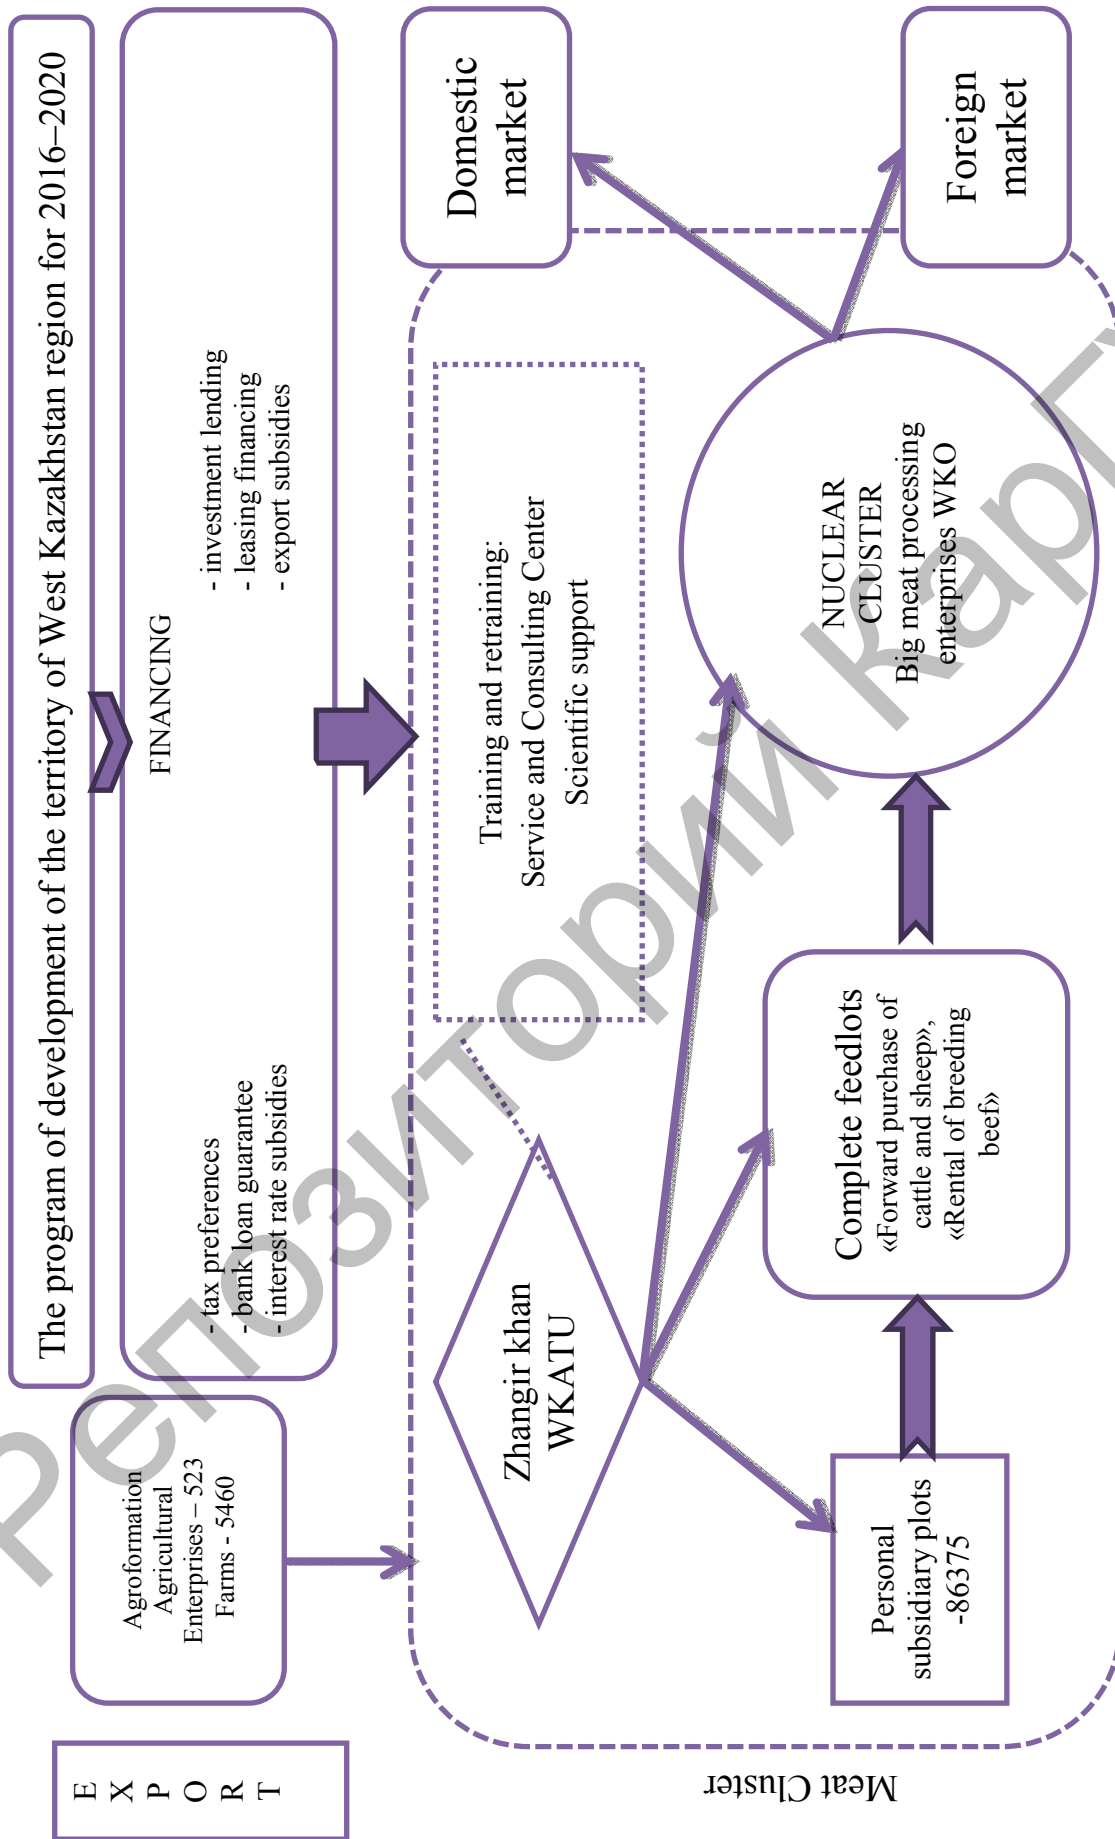 The program of development of the territory of West Kazakhstan region for 2016–2020
E
X
P
O
R
T
Agroformation
Agricultural
Enterprises – 523
Farms - 5460
FINANCING
- tax preferences
- bank loan guarantee
- interest rate subsidies
- investment lending
- leasing financing
- export subsidies
Meat Cluster
Zhangir khan
WKATU
Training and retraining:
Service and Consulting Center
Scientific support
Domestic
market
Personal
subsidiary plots
-86375
Complete feedlots
«Forward purchase of
cattle and sheep»,
«Rental of breeding
beef»
NUCLEAR
CLUSTER
Big meat processing
enterprises WKO
Foreign
market
Репозиторий КарГ